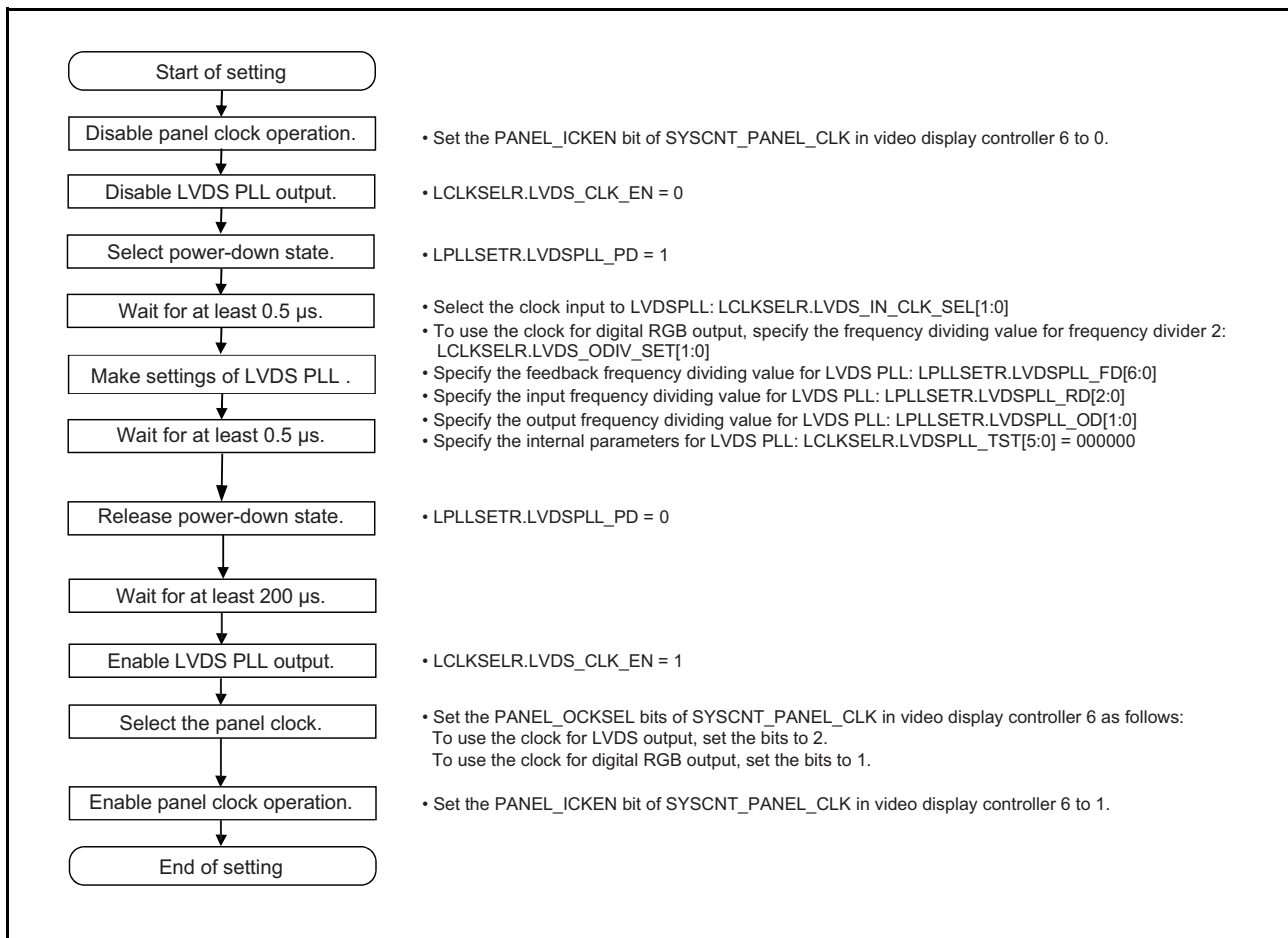 Start of setting
Disable panel clock operation.
• Set the PANEL_ICKEN bit of SYSCNT_PANEL_CLK in video display controller 6 to 0.
Disable LVDS PLL output.
• LCLKSELR.LVDS_CLK_EN = 0
Select power-down state.
• LPLLSETR.LVDSPLL_PD = 1
Wait for at least 0.5 µs.
• Select the clock input to LVDSPLL: LCLKSELR.LVDS_IN_CLK_SEL[1:0]
• To use the clock for digital RGB output, specify the frequency dividing value for frequency divider 2:
LCLKSELR.LVDS_ODIV_SET[1:0]
Make settings of LVDS PLL .
• Specify the feedback frequency dividing value for LVDS PLL: LPLLSETR.LVDSPLL_FD[6:0]
• Specify the input frequency dividing value for LVDS PLL: LPLLSETR.LVDSPLL_RD[2:0]
Wait for at least 0.5 µs.
• Specify the output frequency dividing value for LVDS PLL: LPLLSETR.LVDSPLL_OD[1:0]
• Specify the internal parameters for LVDS PLL: LCLKSELR.LVDSPLL_TST[5:0] = 000000
Release power-down state.
• LPLLSETR.LVDSPLL_PD = 0
Wait for at least 200 µs.
Enable LVDS PLL output.
• LCLKSELR.LVDS_CLK_EN = 1
Select the panel clock.
• Set the PANEL_OCKSEL bits of SYSCNT_PANEL_CLK in video display controller 6 as follows:
To use the clock for LVDS output, set the bits to 2.
To use the clock for digital RGB output, set the bits to 1.
Enable panel clock operation.
• Set the PANEL_ICKEN bit of SYSCNT_PANEL_CLK in video display controller 6 to 1.
End of setting